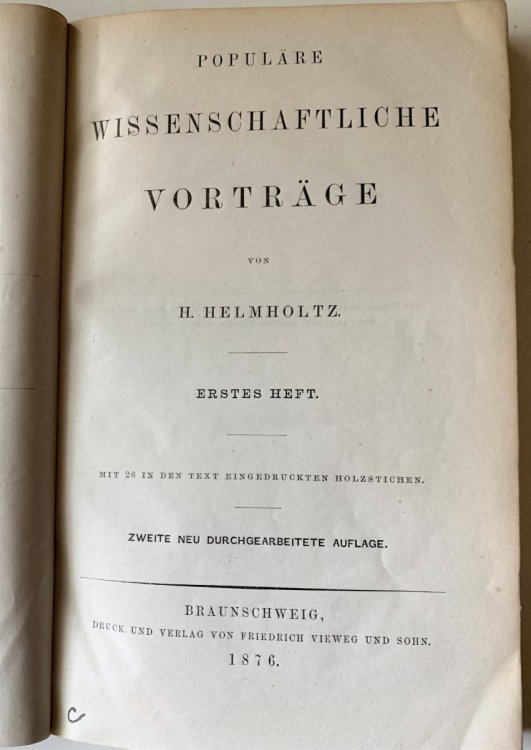 POPULÄRE
WISSENSCHAFTLICHE
VORTRÄGE
VON
H. HELMHOLTZ.
ERSTES HEFT.
MIT 26 IN DEN TEXT EINGEDRUCKTEN HOLZSTICHEN.
ZWEITE NEU DURCHGEARBEITETE AUFLAGE.
BRAUNSCHWEIG,
DRUCK UND VERLAG VON FRIEDRICH VIEWEG UND SOHN.
1876.
C